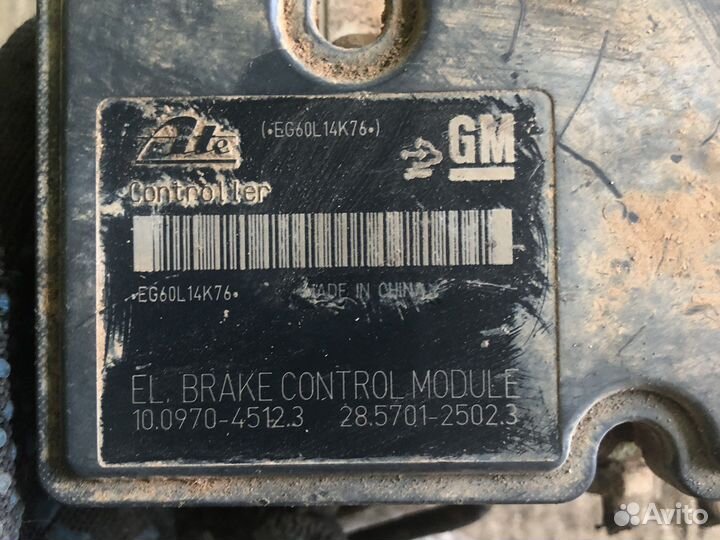 Ate (•EG60L14K76•) GM
Controller
•EG60L14K76• MADE IN CHINA
EL. BRAKE CONTROL MODULE
10.0970-4512.3 28.5701-2502.3
Avito